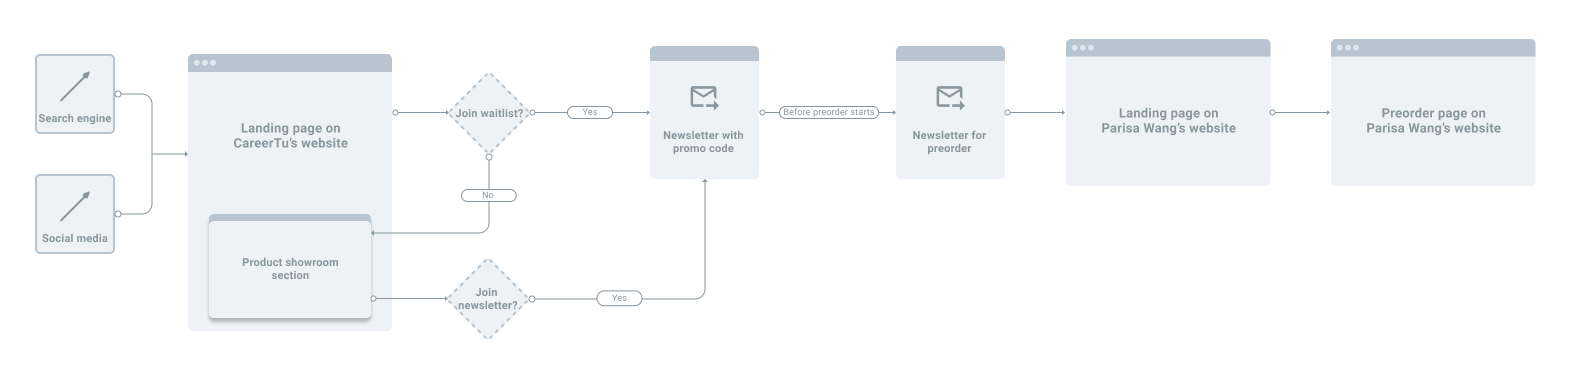 Search engine
Social media
Landing page on
CareerTu's website
Product showroom
section
Join waitlist?
Yes
No
Join
newsletter?
Yes
Newsletter with
promo code
Before preorder starts
Newsletter for
preorder
Landing page on
Parisa Wang's website
Preorder page on
Parisa Wang's website